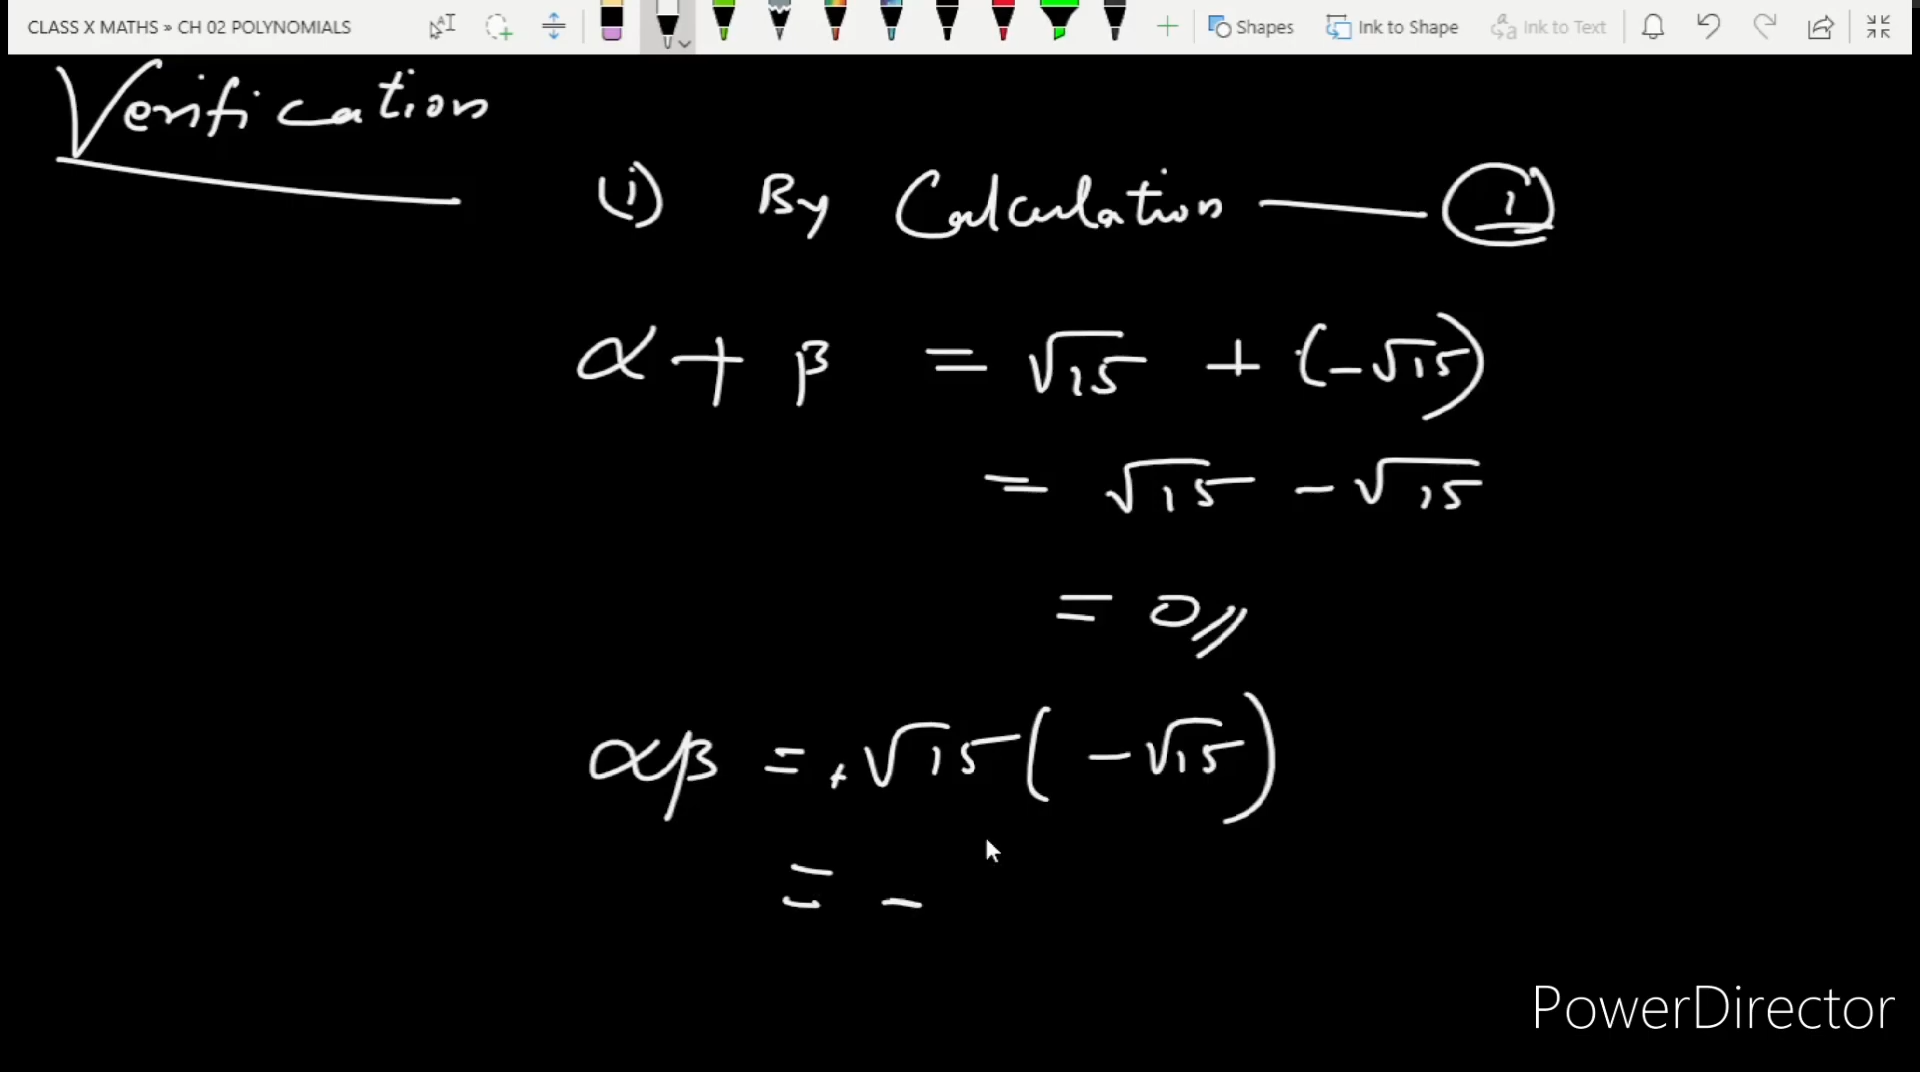 CLASS X MATHS » CH 02 POLYNOMIALS Shapes Ink to Shape Ink to Text
Verification
(i) By Calculation — 1
α + β = √15 + (-√15)
= √15 - √15
= 0//
αβ = +√15(-√15)
= -
PowerDirector